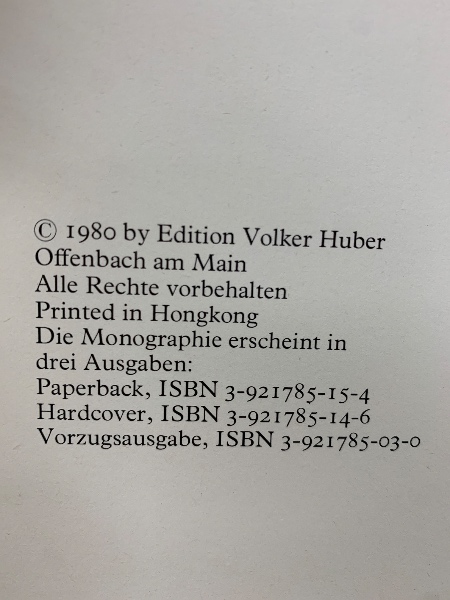 © 1980 by Edition Volker Huber
Offenbach am Main
Alle Rechte vorbehalten
Printed in Hongkong
Die Monographie erscheint in
drei Ausgaben:
Paperback, ISBN 3-921785-15-4
Hardcover, ISBN 3-921785-14-6
Vorzugsausgabe, ISBN 3-921785-03-0